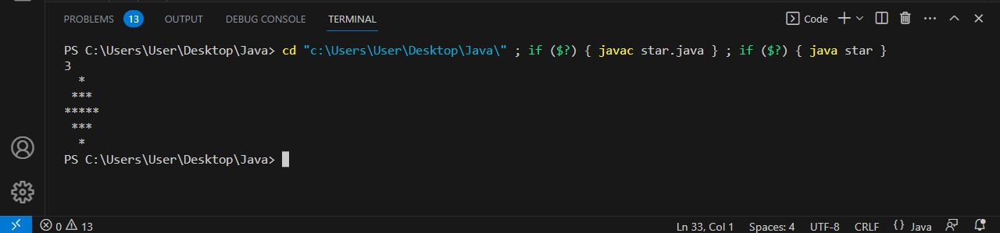 PROBLEMS 13 OUTPUT DEBUG CONSOLE TERMINAL Code
PS C:\Users\User\Desktop\Java> cd "c:\Users\User\Desktop\Java\" ; if ($?) { javac star.java } ; if ($?) { java star }
3
  *
 ***
*****
 ***
  *
PS C:\Users\User\Desktop\Java>
0 13 Ln 33, Col 1 Spaces: 4 UTF-8 CRLF {} Java